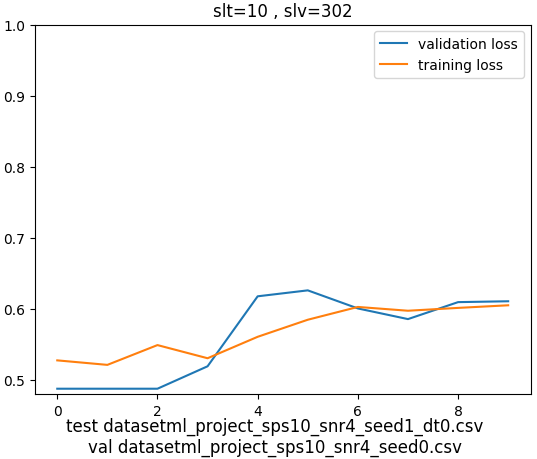 slt=10 , slv=302
validation loss
training loss
1.0
0.9
0.8
0.7
0.6
0.5
0 2 4 6 8
test datasetml_project_sps10_snr4_seed1_dt0.csv
val datasetml_project_sps10_snr4_seed0.csv